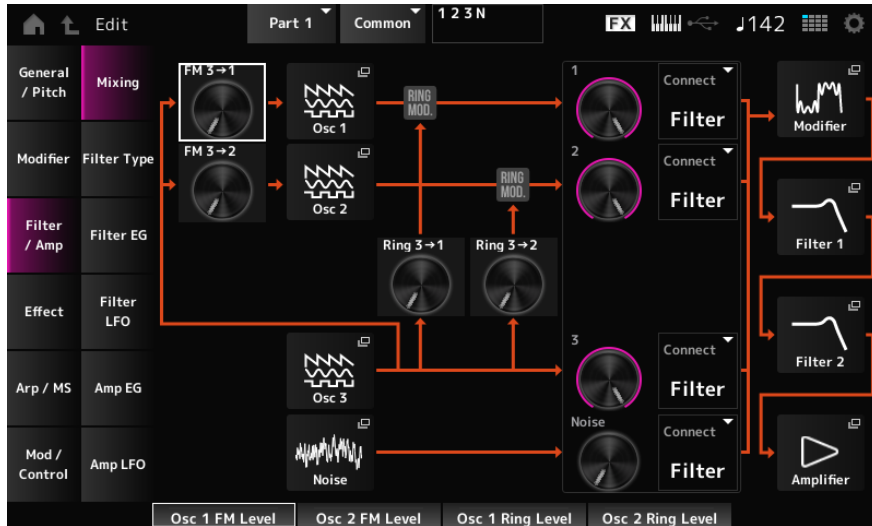 Edit
Part 1
Common
1 2 3 N
FX
♩142
General
/ Pitch
Modifier
Filter
/ Amp
Effect
Arp / MS
Mod /
Control
Mixing
Filter Type
Filter EG
Filter
LFO
Amp EG
Amp LFO
FM 3→1
Osc 1
RING
MOD.
1
Connect
Filter
Modifier
FM 3→2
Osc 2
RING
MOD.
2
Connect
Filter
Filter 1
Ring 3→1
Ring 3→2
Osc 3
3
Connect
Filter
Filter 2
Noise
Noise
Connect
Filter
Amplifier
Osc 1 FM Level
Osc 2 FM Level
Osc 1 Ring Level
Osc 2 Ring Level